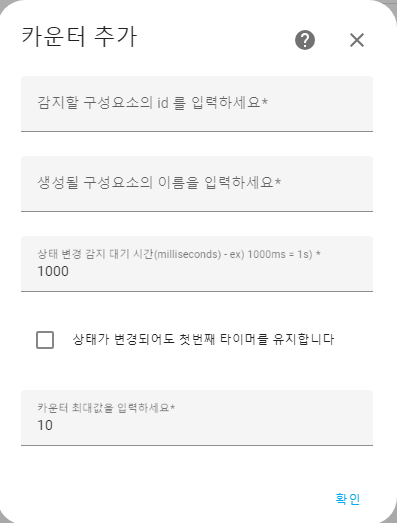 카운터 추가
감지할 구성요소의 id 를 입력하세요*
생성될 구성요소의 이름을 입력하세요*
상태 변경 감지 대기 시간(milliseconds) - ex) 1000ms = 1s) *
1000
상태가 변경되어도 첫번째 타이머를 유지합니다
카운터 최대값을 입력하세요*
10
확인